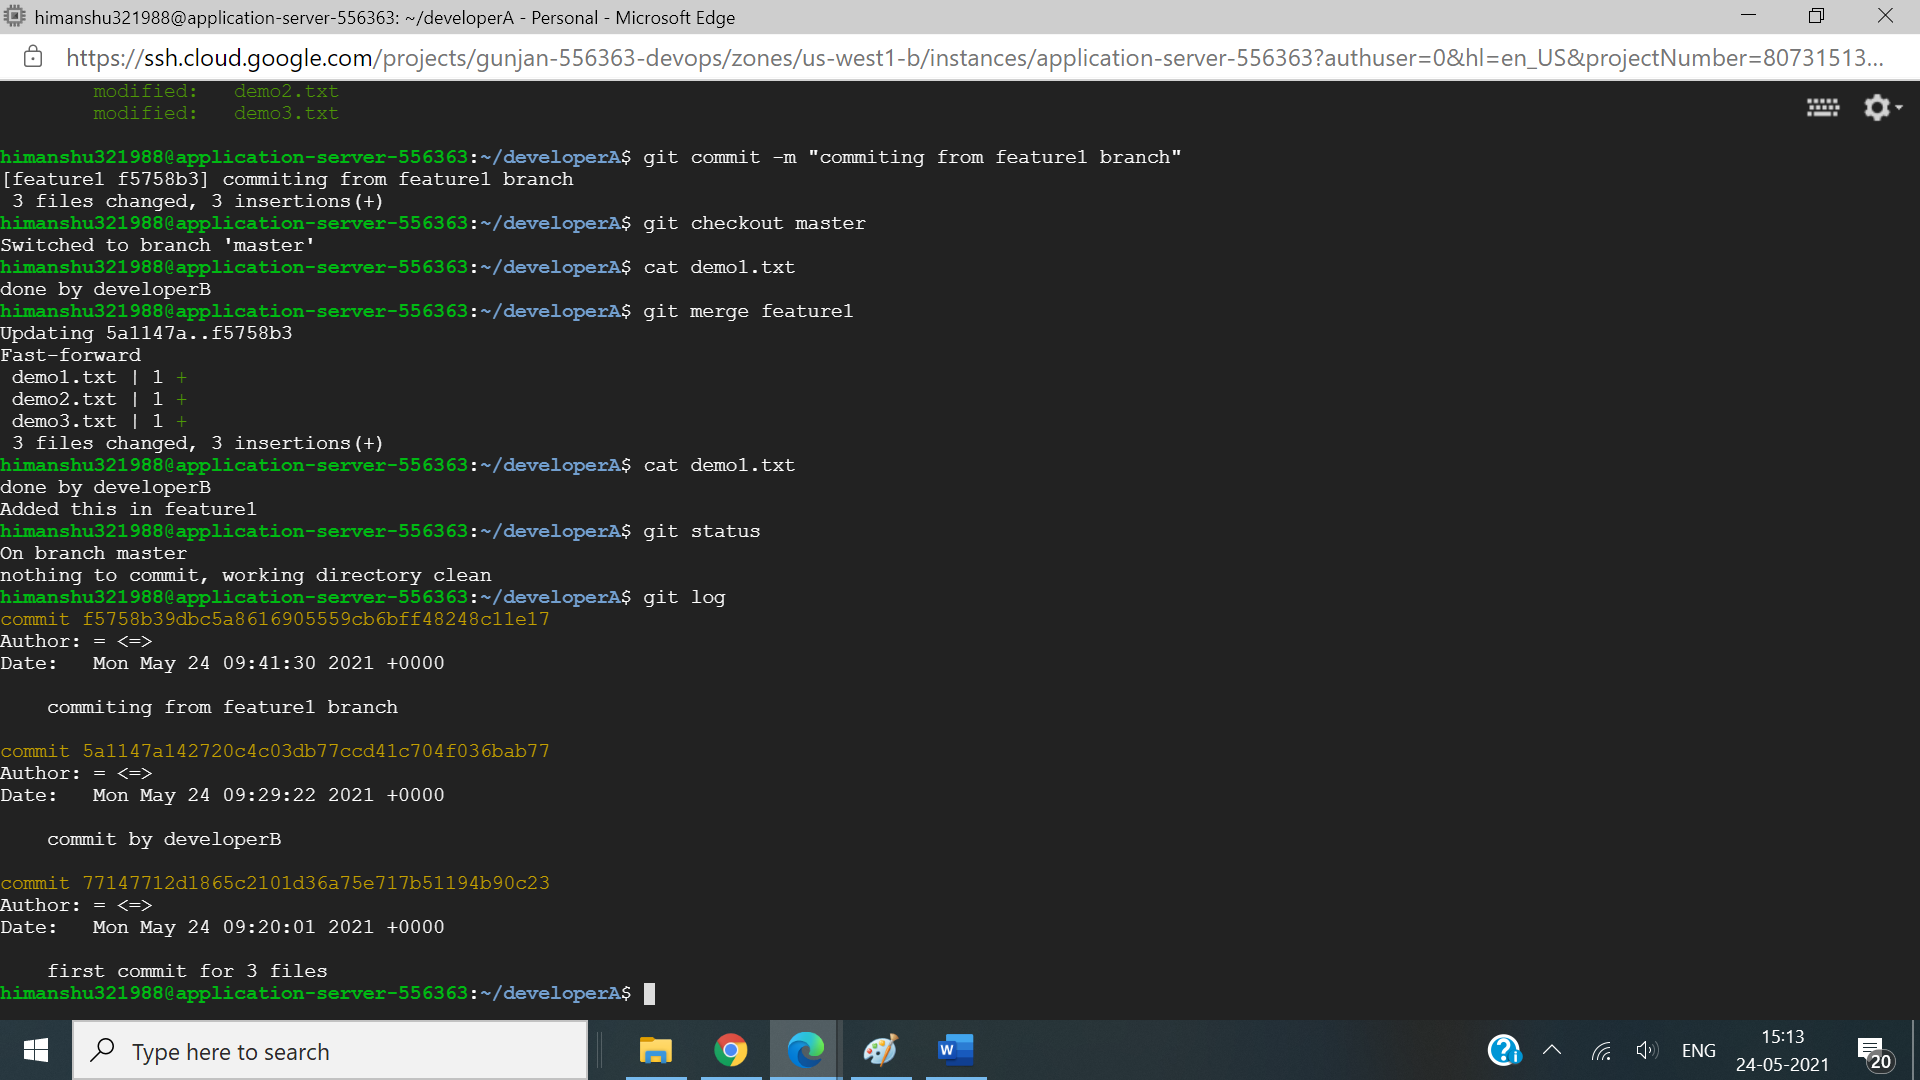 himanshu321988@application-server-556363: ~/developerA - Personal - Microsoft Edge
https://ssh.cloud.google.com/projects/gunjan-556363-devops/zones/us-west1-b/instances/application-server-556363?authuser=0&hl=en_US&projectNumber=80731513...
modified:   demo2.txt
modified:   demo3.txt
himanshu321988@application-server-556363:~/developerA$ git commit -m "commiting from feature1 branch"
[feature1 f5758b3] commiting from feature1 branch
 3 files changed, 3 insertions(+)
himanshu321988@application-server-556363:~/developerA$ git checkout master
Switched to branch 'master'
himanshu321988@application-server-556363:~/developerA$ cat demo1.txt
done by developerB
himanshu321988@application-server-556363:~/developerA$ git merge feature1
Updating 5a1147a..f5758b3
Fast-forward
 demo1.txt | 1 +
 demo2.txt | 1 +
 demo3.txt | 1 +
 3 files changed, 3 insertions(+)
himanshu321988@application-server-556363:~/developerA$ cat demo1.txt
done by developerB
Added this in feature1
himanshu321988@application-server-556363:~/developerA$ git status
On branch master
nothing to commit, working directory clean
himanshu321988@application-server-556363:~/developerA$ git log
commit f5758b39dbc5a8616905559cb6bff48248c11e17
Author: = <=>
Date:   Mon May 24 09:41:30 2021 +0000
    commiting from feature1 branch
commit 5a1147a142720c4c03db77ccd41c704f036bab77
Author: = <=>
Date:   Mon May 24 09:29:22 2021 +0000
    commit by developerB
commit 77147712d1865c2101d36a75e717b51194b90c23
Author: = <=>
Date:   Mon May 24 09:20:01 2021 +0000
    first commit for 3 files
himanshu321988@application-server-556363:~/developerA$
Type here to search
W
ENG
15:13
24-05-2021
20